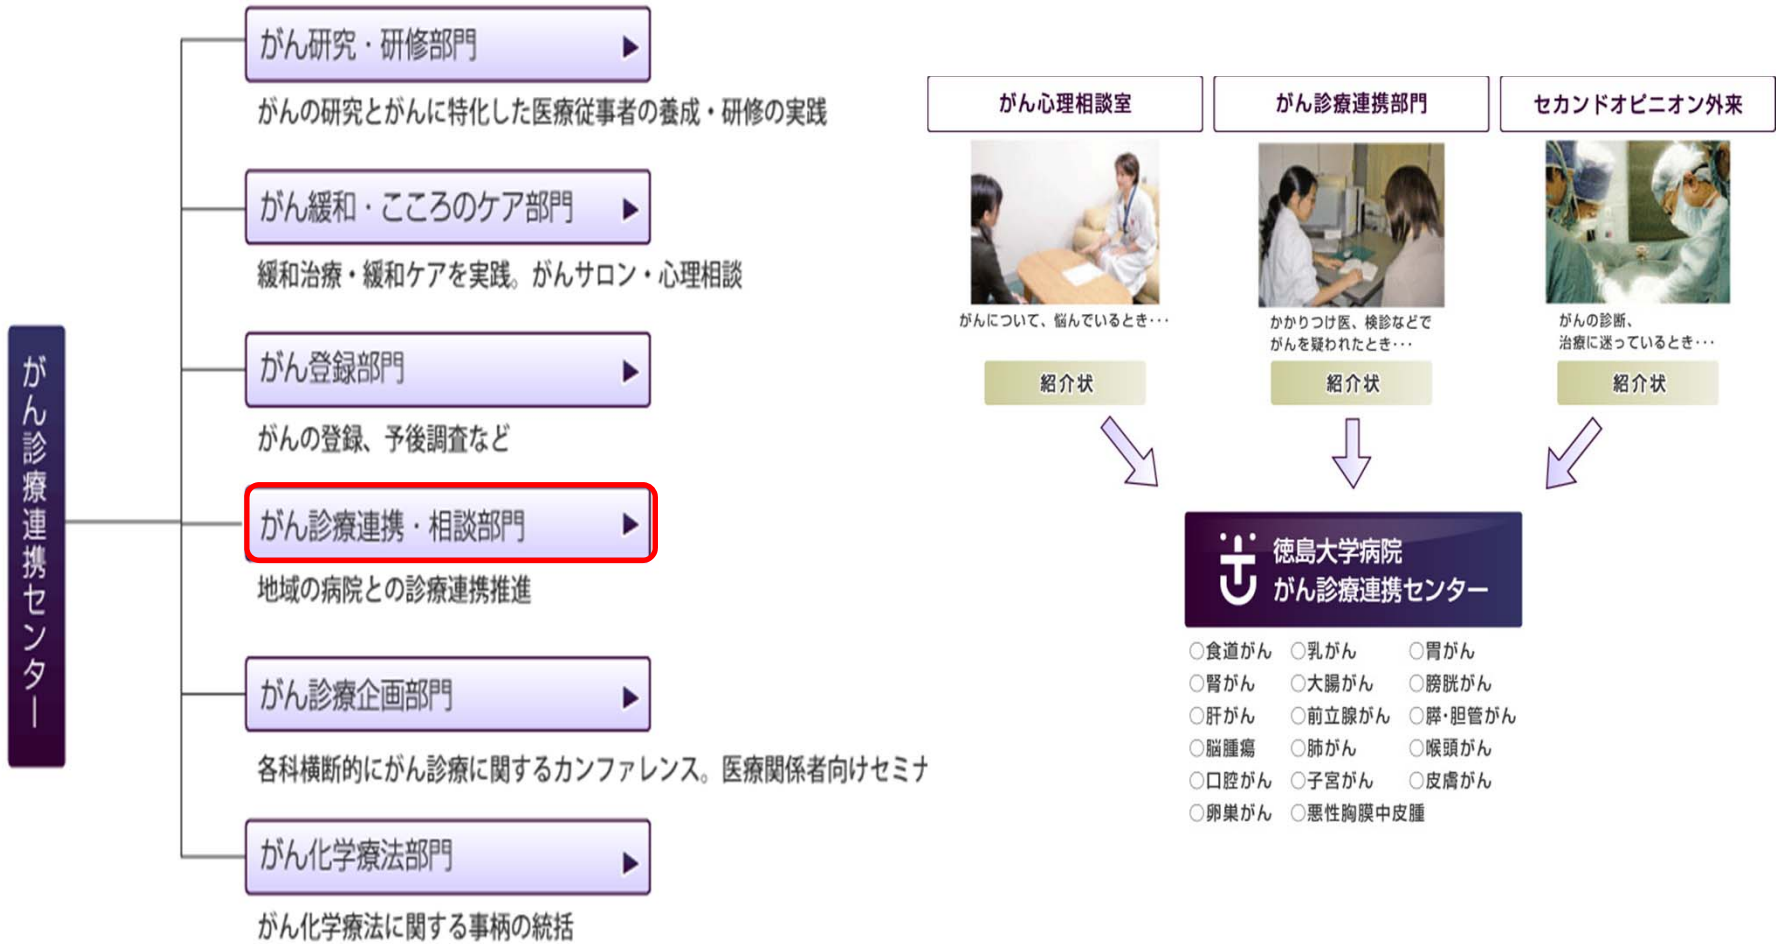 がん診療連携センター
がん研究・研修部門
がんの研究とがんに特化した医療従事者の養成・研修の実践
がん緩和・こころのケア部門
緩和治療・緩和ケアを実践。がんサロン・心理相談
がん登録部門
がんの登録、予後調査など
がん診療連携・相談部門
地域の病院との診療連携推進
がん診療企画部門
各科横断的にがん診療に関するカンファレンス。医療関係者向けセミナ
がん化学療法部門
がん化学療法に関する事柄の統括
がん心理相談室
がんについて、悩んでいるとき･･･
紹介状
がん診療連携部門
かかりつけ医、検診などで
がんを疑われたとき･･･
紹介状
セカンドオピニオン外来
がんの診断、
治療に迷っているとき･･･
紹介状
徳島大学病院
がん診療連携センター
○食道がん ○乳がん ○胃がん
○腎がん ○大腸がん ○膀胱がん
○肝がん ○前立腺がん ○膵・胆管がん
○脳腫瘍 ○肺がん ○喉頭がん
○口腔がん ○子宮がん ○皮膚がん
○卵巣がん ○悪性胸膜中皮腫